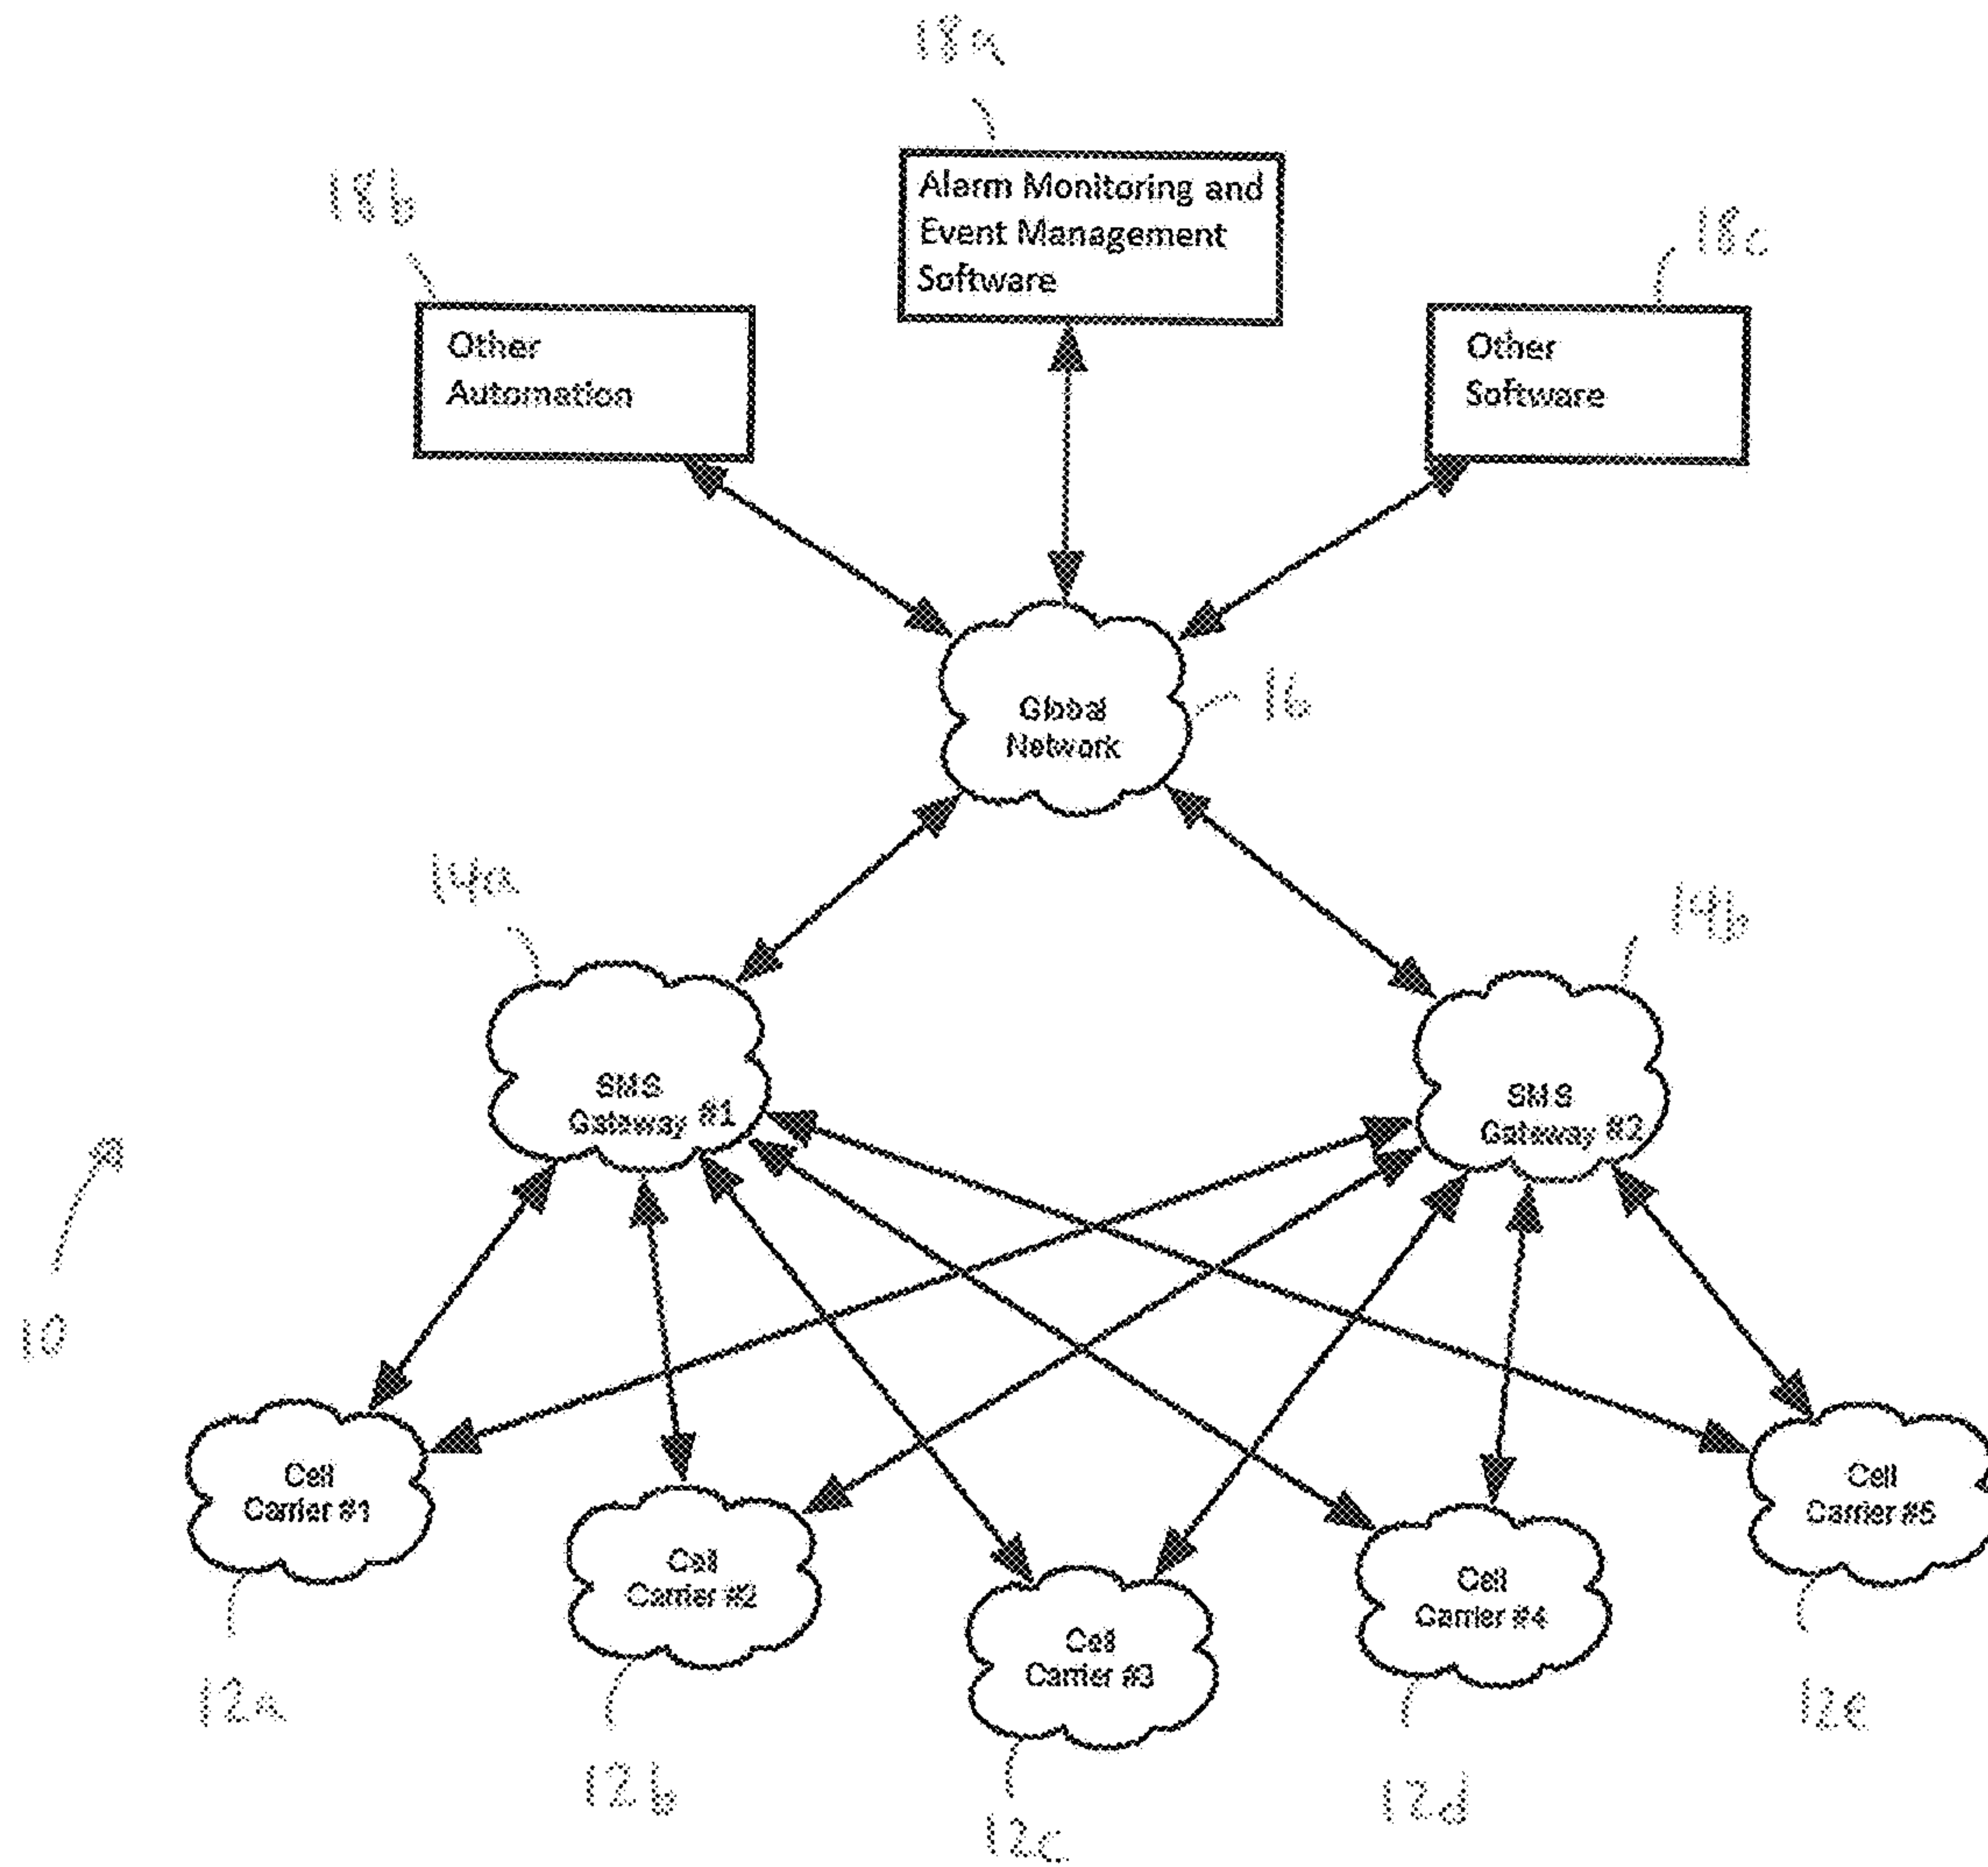 18a
Alarm Monitoring and
Event Management
Software
18b
Other
Automation
18c
Other
Software
Global
Network
16
14a
SMS
Gateway #1
14b
SMS
Gateway #2
10
Cell
Carrier #1
12a
Cell
Carrier #2
12b
Cell
Carrier #3
12c
Cell
Carrier #4
12d
Cell
Carrier #5
12e